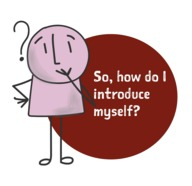 ?
So, how do I
introduce
myself?